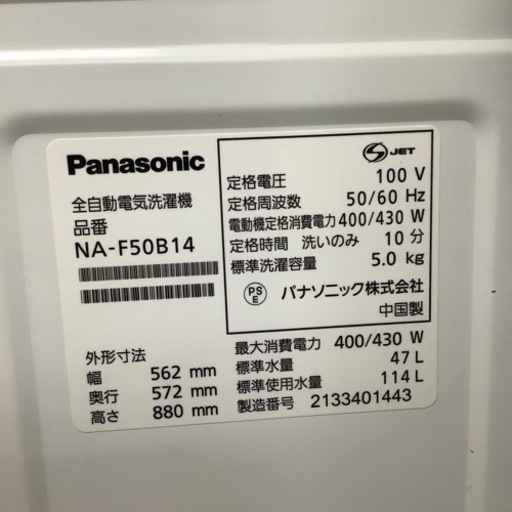 Panasonic
全自動電気洗濯機
品番
NA-F50B14
外形寸法
幅 562 mm
奥行 572 mm
高さ 880 mm
S JET
定格電圧 100 V
定格周波数 50/60 Hz
電動機定格消費電力 400/430 W
定格時間 洗いのみ 10 分
標準洗濯容量 5.0 kg
PS
E
パナソニック株式会社
中国製
最大消費電力 400/430 W
標準水量 47 L
標準使用水量 114 L
製造番号 2133401443